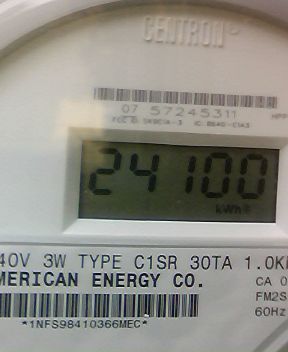 CENTRON
07 57245311
24100
kWh
40V 3W TYPE C1SR 30TA 1.0K
MERICAN ENERGY CO.
CA 0
FM2S
60Hz
*1NFS98410366MEC*